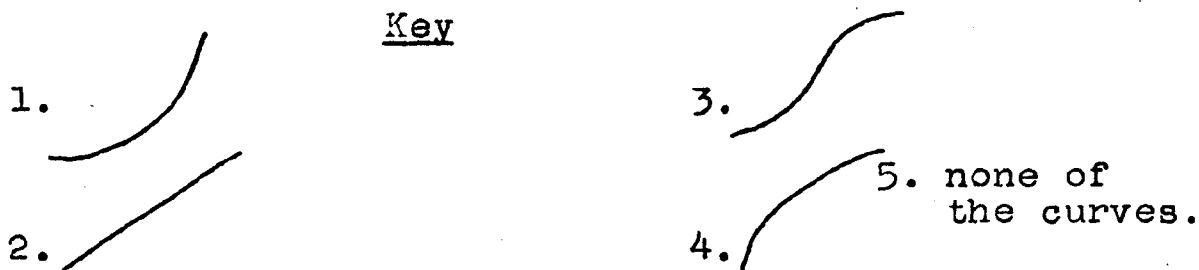 Key
1.
2.
3.
4.
5. none of
the curves.